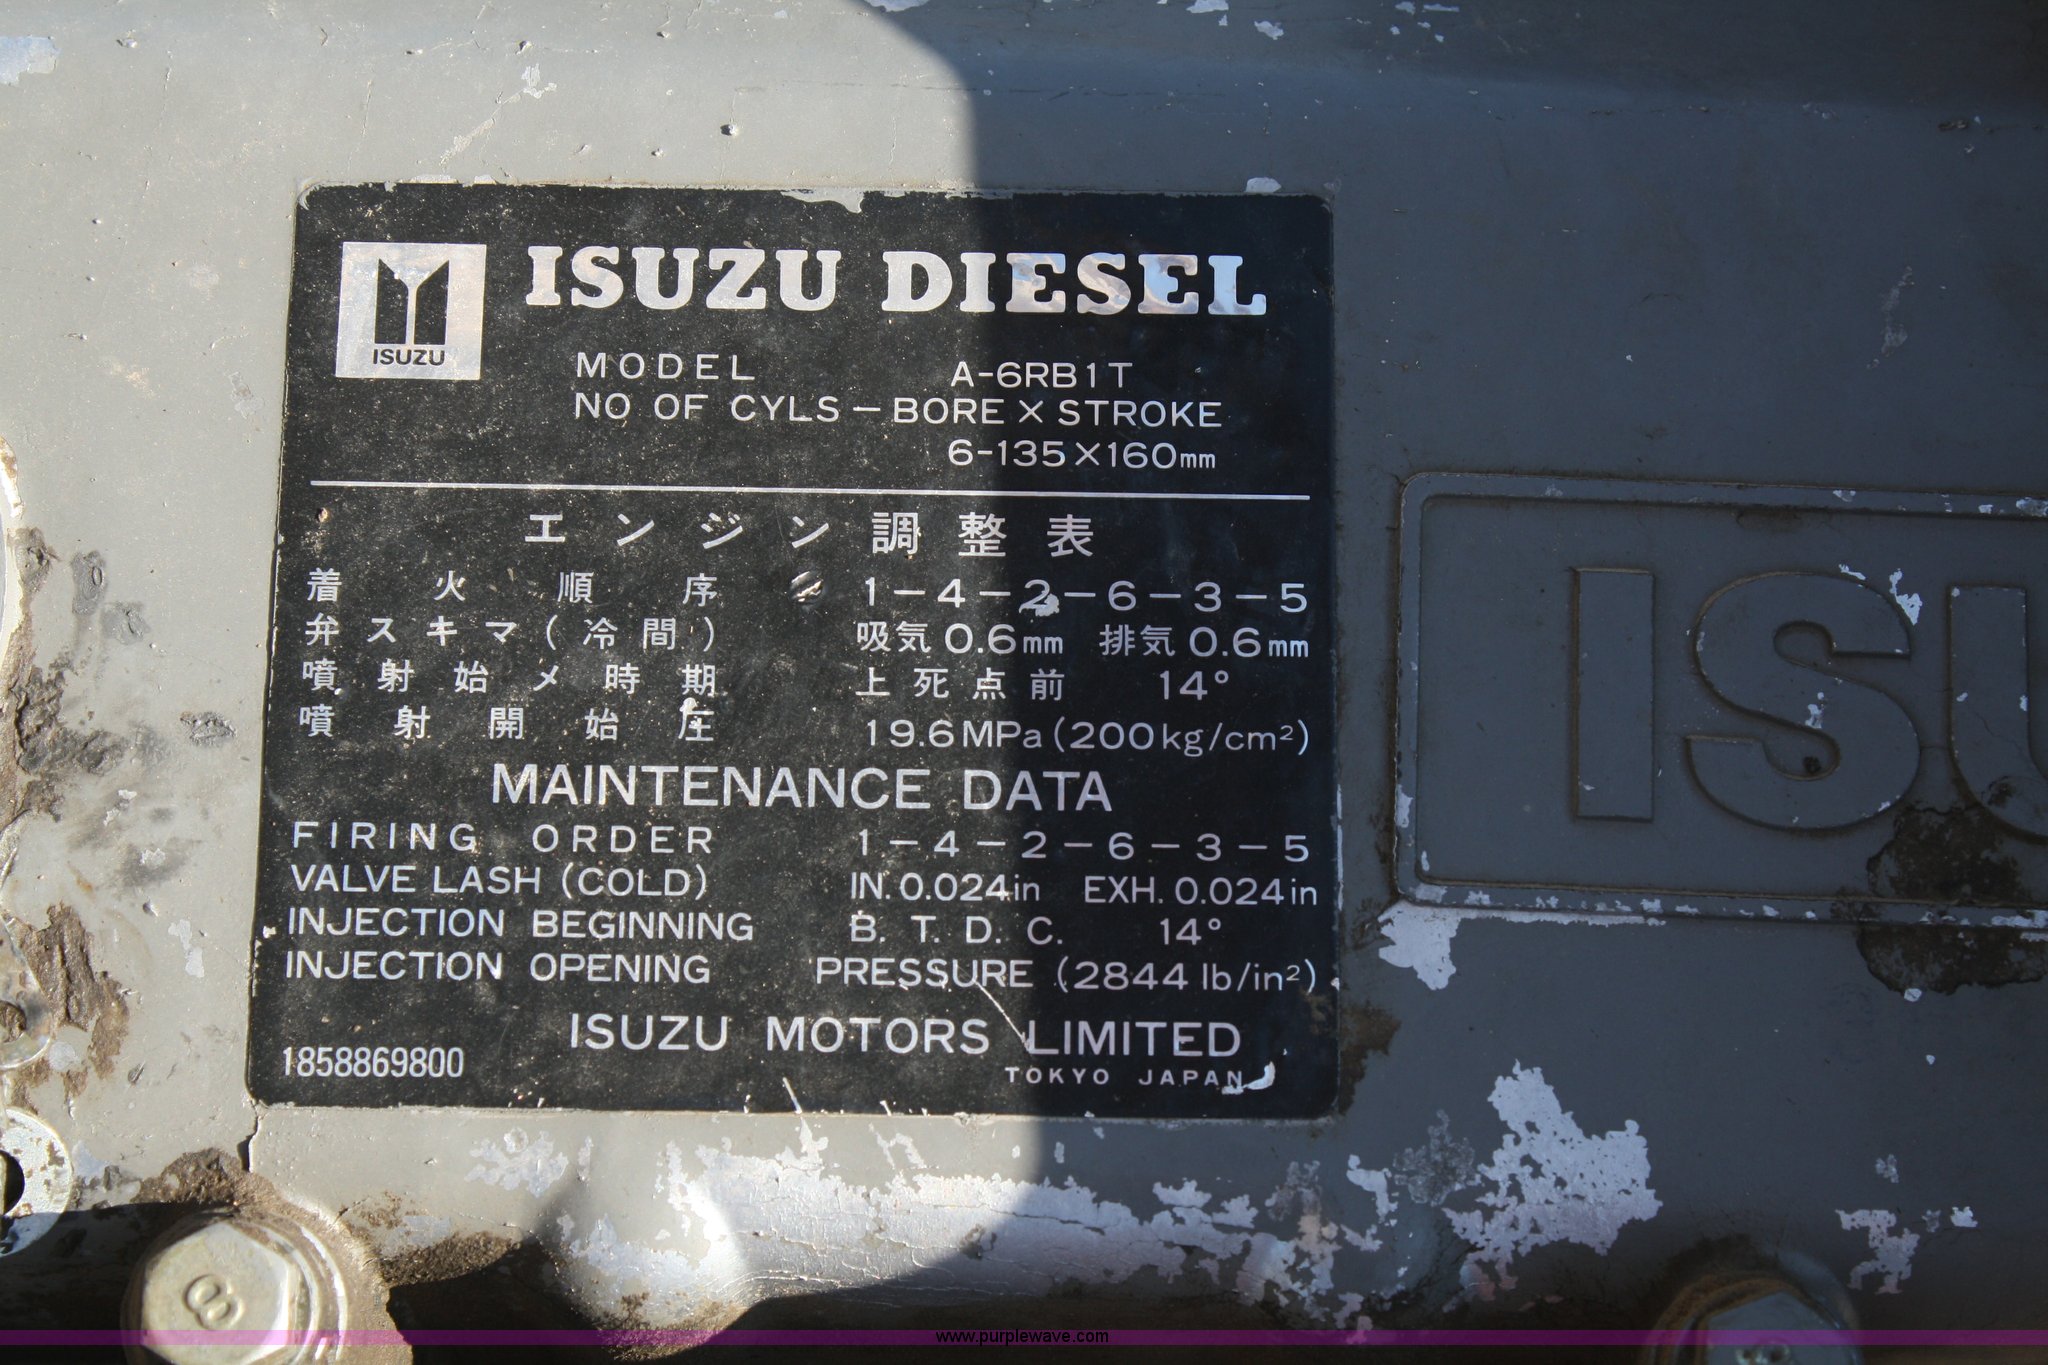 ISUZU
ISUZU DIESEL
MODEL A-6RB1T
NO OF CYLS－BORE×STROKE
6-135×160mm
エンジン調整表
着火順序 1－4－2－6－3－5
弁スキマ(冷間) 吸気0.6mm 排気0.6mm
噴射始メ時期 上死点前 14°
噴射開始圧 19.6MPa(200kg/cm²)
MAINTENANCE DATA
FIRING ORDER 1－4－2－6－3－5
VALVE LASH (COLD) IN. 0.024in EXH. 0.024in
INJECTION BEGINNING B. T. D. C. 14°
INJECTION OPENING PRESSURE (2844 lb/in²)
ISUZU MOTORS LIMITED
1858869800
TOKYO JAPAN
ISU
8
www.purplewave.com